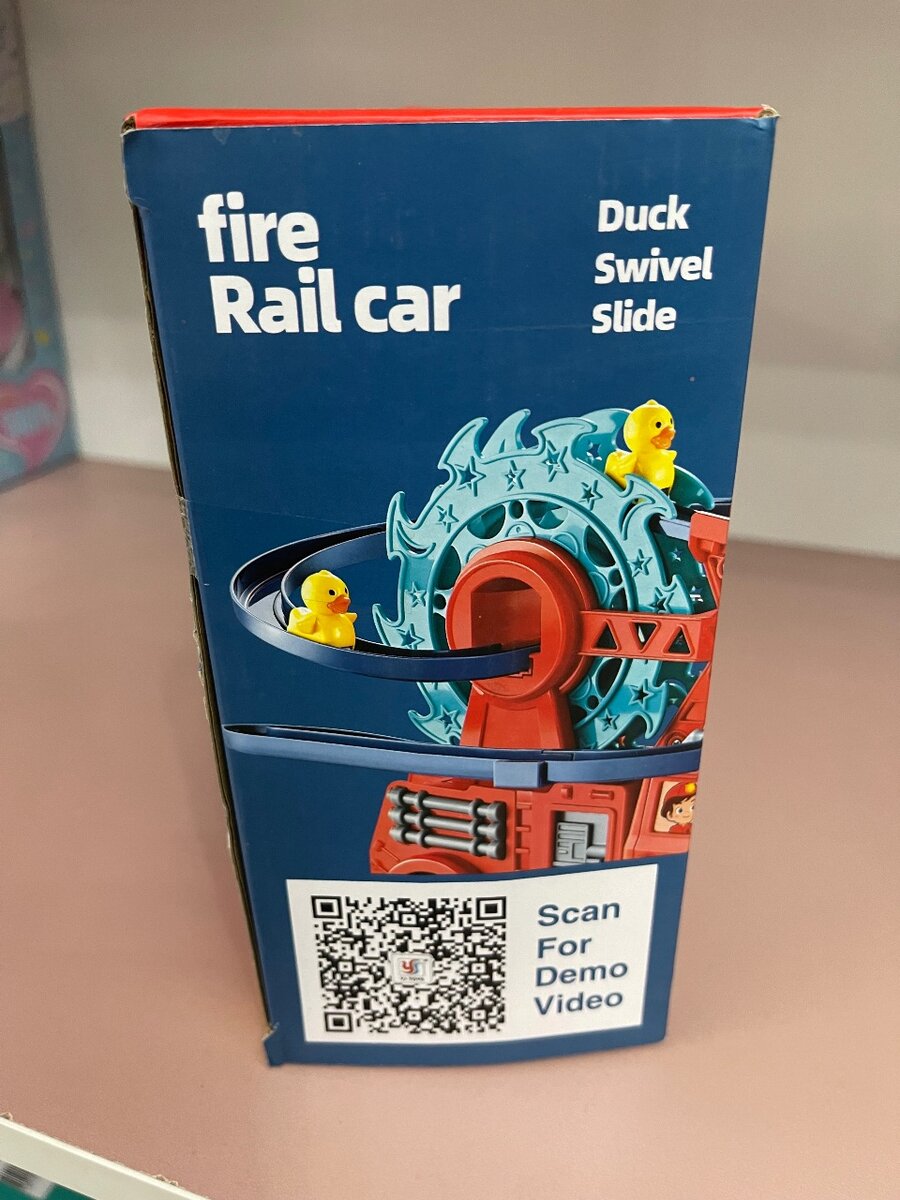 fire
Rail car
Duck
Swivel
Slide
Scan
For
Demo
Video